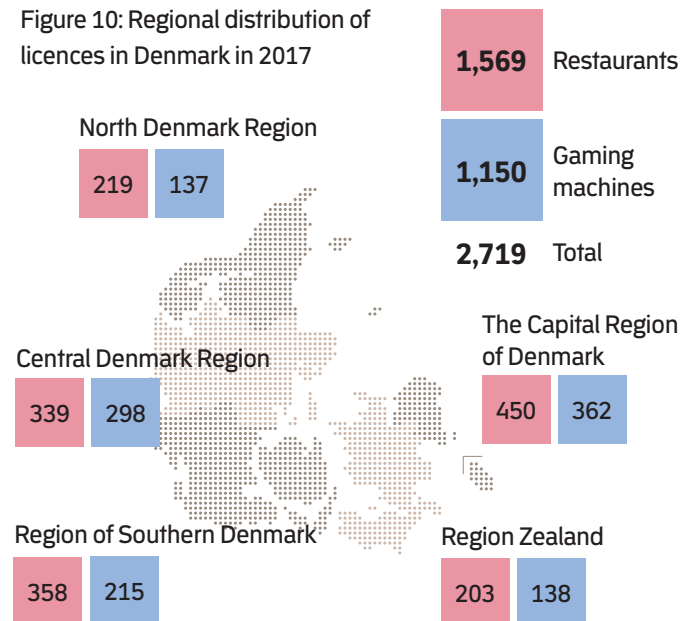 Figure 10: Regional distribution of
licences in Denmark in 2017
1,569 Restaurants
1,150 Gaming
machines
2,719 Total
North Denmark Region
219 137
Central Denmark Region
339 298
The Capital Region
of Denmark
450 362
Region of Southern Denmark
358 215
Region Zealand
203 138